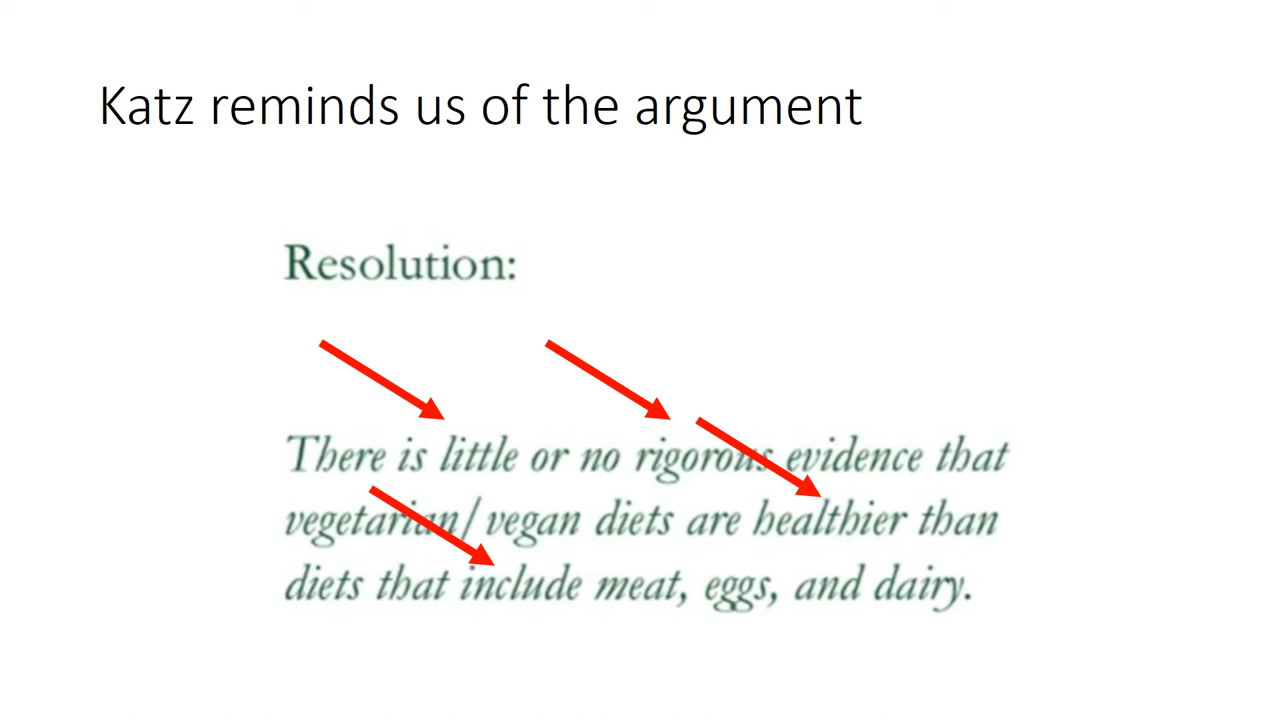 Katz reminds us of the argument
Resolution:
There is little or no rigorous evidence that
vegetarian/vegan diets are healthier than
diets that include meat, eggs, and dairy.